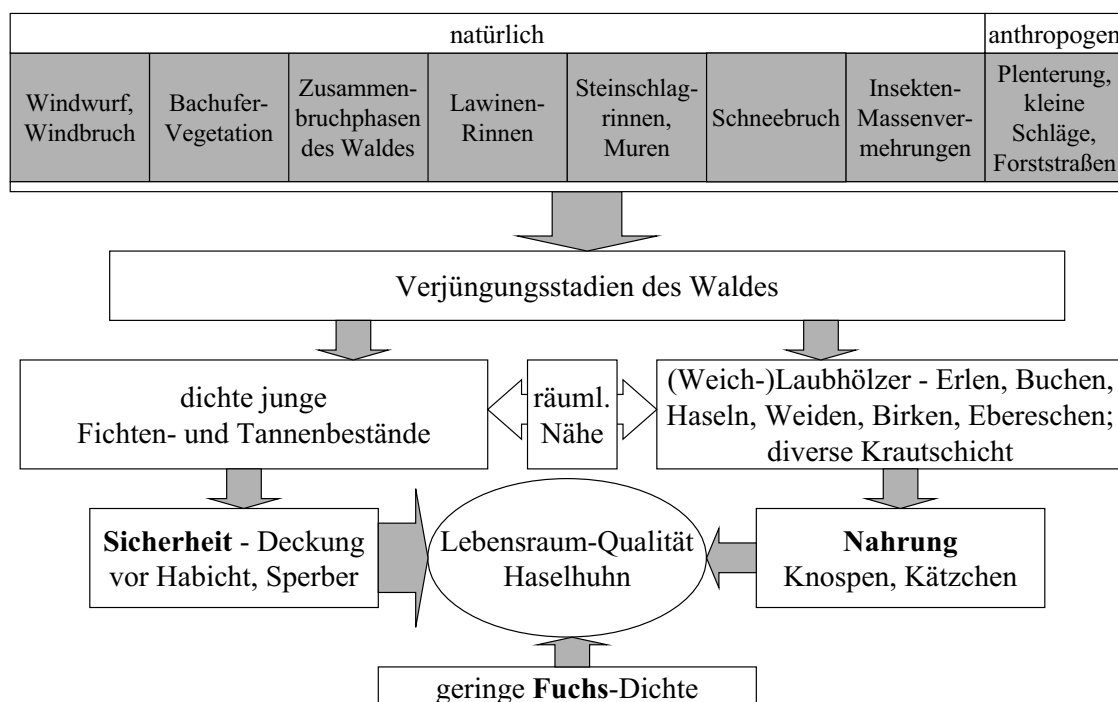 natürlich
anthropogen
Windwurf,
Windbruch
Bachufer-
Vegetation
Zusammen-
bruchphasen
des Waldes
Lawinen-
Rinnen
Steinschlag-
rinnen,
Muren
Schneebruch
Insekten-
Massenver-
mehrungen
Plenterung,
kleine
Schläge,
Forststraßen
Verjüngungsstadien des Waldes
dichte junge
Fichten- und Tannenbestände
räuml.
Nähe
(Weich-)Laubhölzer - Erlen, Buchen,
Haseln, Weiden, Birken, Ebereschen;
diverse Krautschicht
Sicherheit - Deckung
vor Habicht, Sperber
Lebensraum-Qualität
Haselhuhn
Nahrung
Knospen, Kätzchen
geringe Fuchs-Dichte